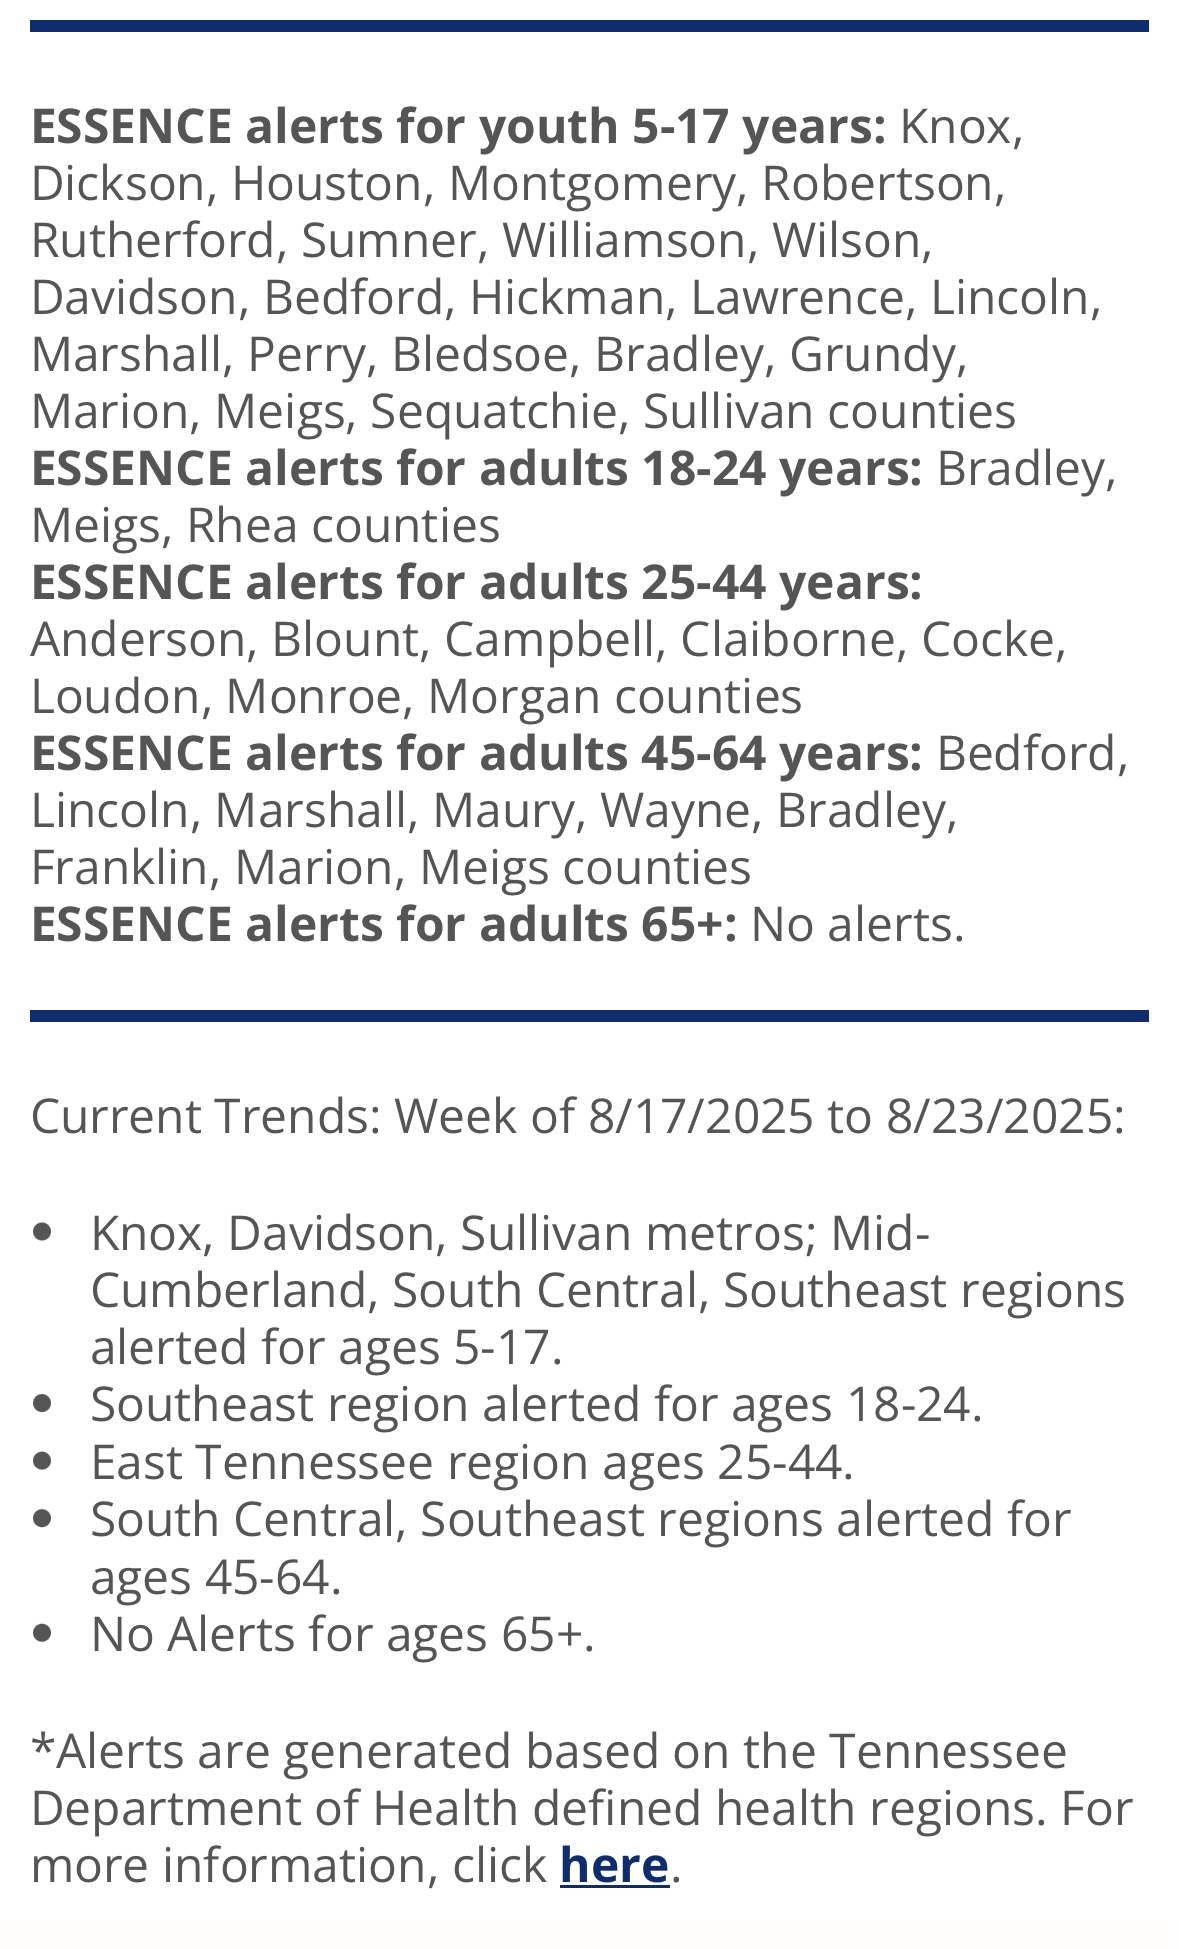 ESSENCE alerts for youth 5-17 years: Knox,
Dickson, Houston, Montgomery, Robertson,
Rutherford, Sumner, Williamson, Wilson,
Davidson, Bedford, Hickman, Lawrence, Lincoln,
Marshall, Perry, Bledsoe, Bradley, Grundy,
Marion, Meigs, Sequatchie, Sullivan counties
ESSENCE alerts for adults 18-24 years: Bradley,
Meigs, Rhea counties
ESSENCE alerts for adults 25-44 years:
Anderson, Blount, Campbell, Claiborne, Cocke,
Loudon, Monroe, Morgan counties
ESSENCE alerts for adults 45-64 years: Bedford,
Lincoln, Marshall, Maury, Wayne, Bradley,
Franklin, Marion, Meigs counties
ESSENCE alerts for adults 65+: No alerts.
Current Trends: Week of 8/17/2025 to 8/23/2025:
• Knox, Davidson, Sullivan metros; Mid-
Cumberland, South Central, Southeast regions
alerted for ages 5-17.
• Southeast region alerted for ages 18-24.
• East Tennessee region ages 25-44.
• South Central, Southeast regions alerted for
ages 45-64.
• No Alerts for ages 65+.
*Alerts are generated based on the Tennessee
Department of Health defined health regions. For
more information, click here.